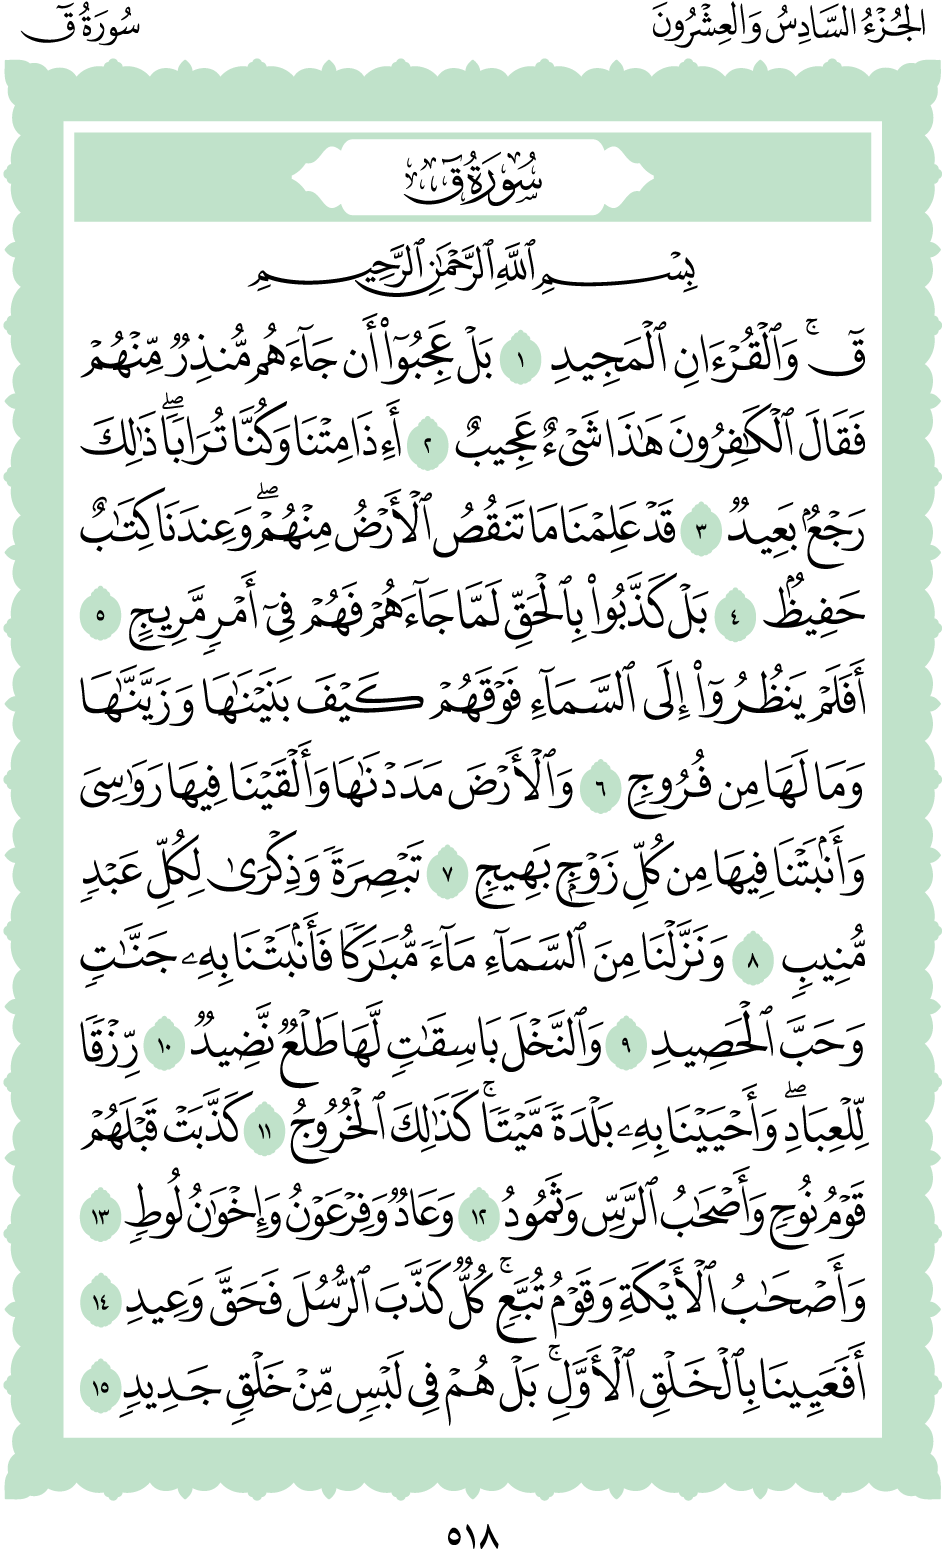 الجُزْءُ السَّادِسُ وَالعِشْرُونَ
سُورَةُ قٓ
سُورَةُ قٓ
بِسْمِ ٱللَّهِ ٱلرَّحْمَٰنِ ٱلرَّحِيمِ
قٓۚ وَٱلْقُرْءَانِ ٱلْمَجِيدِ ١ بَلْ عَجِبُوٓا۟ أَن جَآءَهُم مُّنذِرٌ مِّنْهُمْ
فَقَالَ ٱلْكَٰفِرُونَ هَٰذَا شَىْءٌ عَجِيبٌ ٢ أَءِذَا مِتْنَا وَكُنَّا تُرَابًاۖ ذَٰلِكَ
رَجْعٌۢ بَعِيدٌ ٣ قَدْ عَلِمْنَا مَا تَنقُصُ ٱلْأَرْضُ مِنْهُمْۖ وَعِندَنَا كِتَٰبٌ
حَفِيظٌۢ ٤ بَلْ كَذَّبُوا۟ بِٱلْحَقِّ لَمَّا جَآءَهُمْ فَهُمْ فِىٓ أَمْرٍ مَّرِيجٍ ٥
أَفَلَمْ يَنظُرُوٓا۟ إِلَى ٱلسَّمَآءِ فَوْقَهُمْ كَيْفَ بَنَيْنَٰهَا وَزَيَّنَّٰهَا
وَمَا لَهَا مِن فُرُوجٍ ٦ وَٱلْأَرْضَ مَدَدْنَٰهَا وَأَلْقَيْنَا فِيهَا رَوَٰسِىَ
وَأَنۢبَتْنَا فِيهَا مِن كُلِّ زَوْجٍۭ بَهِيجٍ ٧ تَبْصِرَةً وَذِكْرَىٰ لِكُلِّ عَبْدٍ
مُّنِيبٍ ٨ وَنَزَّلْنَا مِنَ ٱلسَّمَآءِ مَآءً مُّبَٰرَكًا فَأَنۢبَتْنَا بِهِۦ جَنَّٰتٍ
وَحَبَّ ٱلْحَصِيدِ ٩ وَٱلنَّخْلَ بَاسِقَٰتٍ لَّهَا طَلْعٌ نَّضِيدٌ ١٠ رِّزْقًا
لِّلْعِبَادِۖ وَأَحْيَيْنَا بِهِۦ بَلْدَةً مَّيْتًاۚ كَذَٰلِكَ ٱلْخُرُوجُ ١١ كَذَّبَتْ قَبْلَهُمْ
قَوْمُ نُوحٍ وَأَصْحَٰبُ ٱلرَّسِّ وَثَمُودُ ١٢ وَعَادٌ وَفِرْعَوْنُ وَإِخْوَٰنُ لُوطٍ ١٣
وَأَصْحَٰبُ ٱلْأَيْكَةِ وَقَوْمُ تُبَّعٍۚ كُلٌّ كَذَّبَ ٱلرُّسُلَ فَحَقَّ وَعِيدِ ١٤
أَفَعَيِينَا بِٱلْخَلْقِ ٱلْأَوَّلِۚ بَلْ هُمْ فِى لَبْسٍ مِّنْ خَلْقٍ جَدِيدٍ ١٥
٥١٨